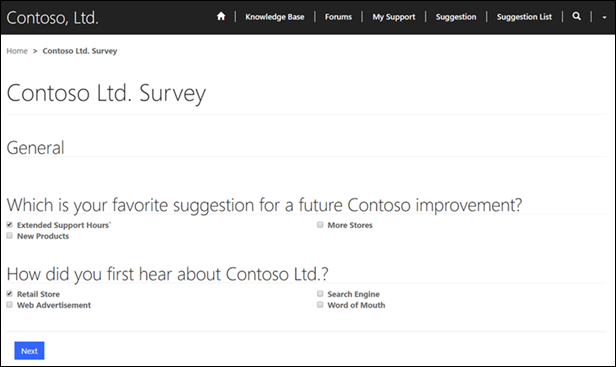 Contoso, Ltd. | Knowledge Base | Forums | My Support | Suggestion | Suggestion List | |
Home > Contoso Ltd. Survey
Contoso Ltd. Survey
General
Which is your favorite suggestion for a future Contoso improvement?
Extended Support Hours` More Stores
New Products
How did you first hear about Contoso Ltd.?
Retail Store Search Engine
Web Advertisement Word of Mouth
Next